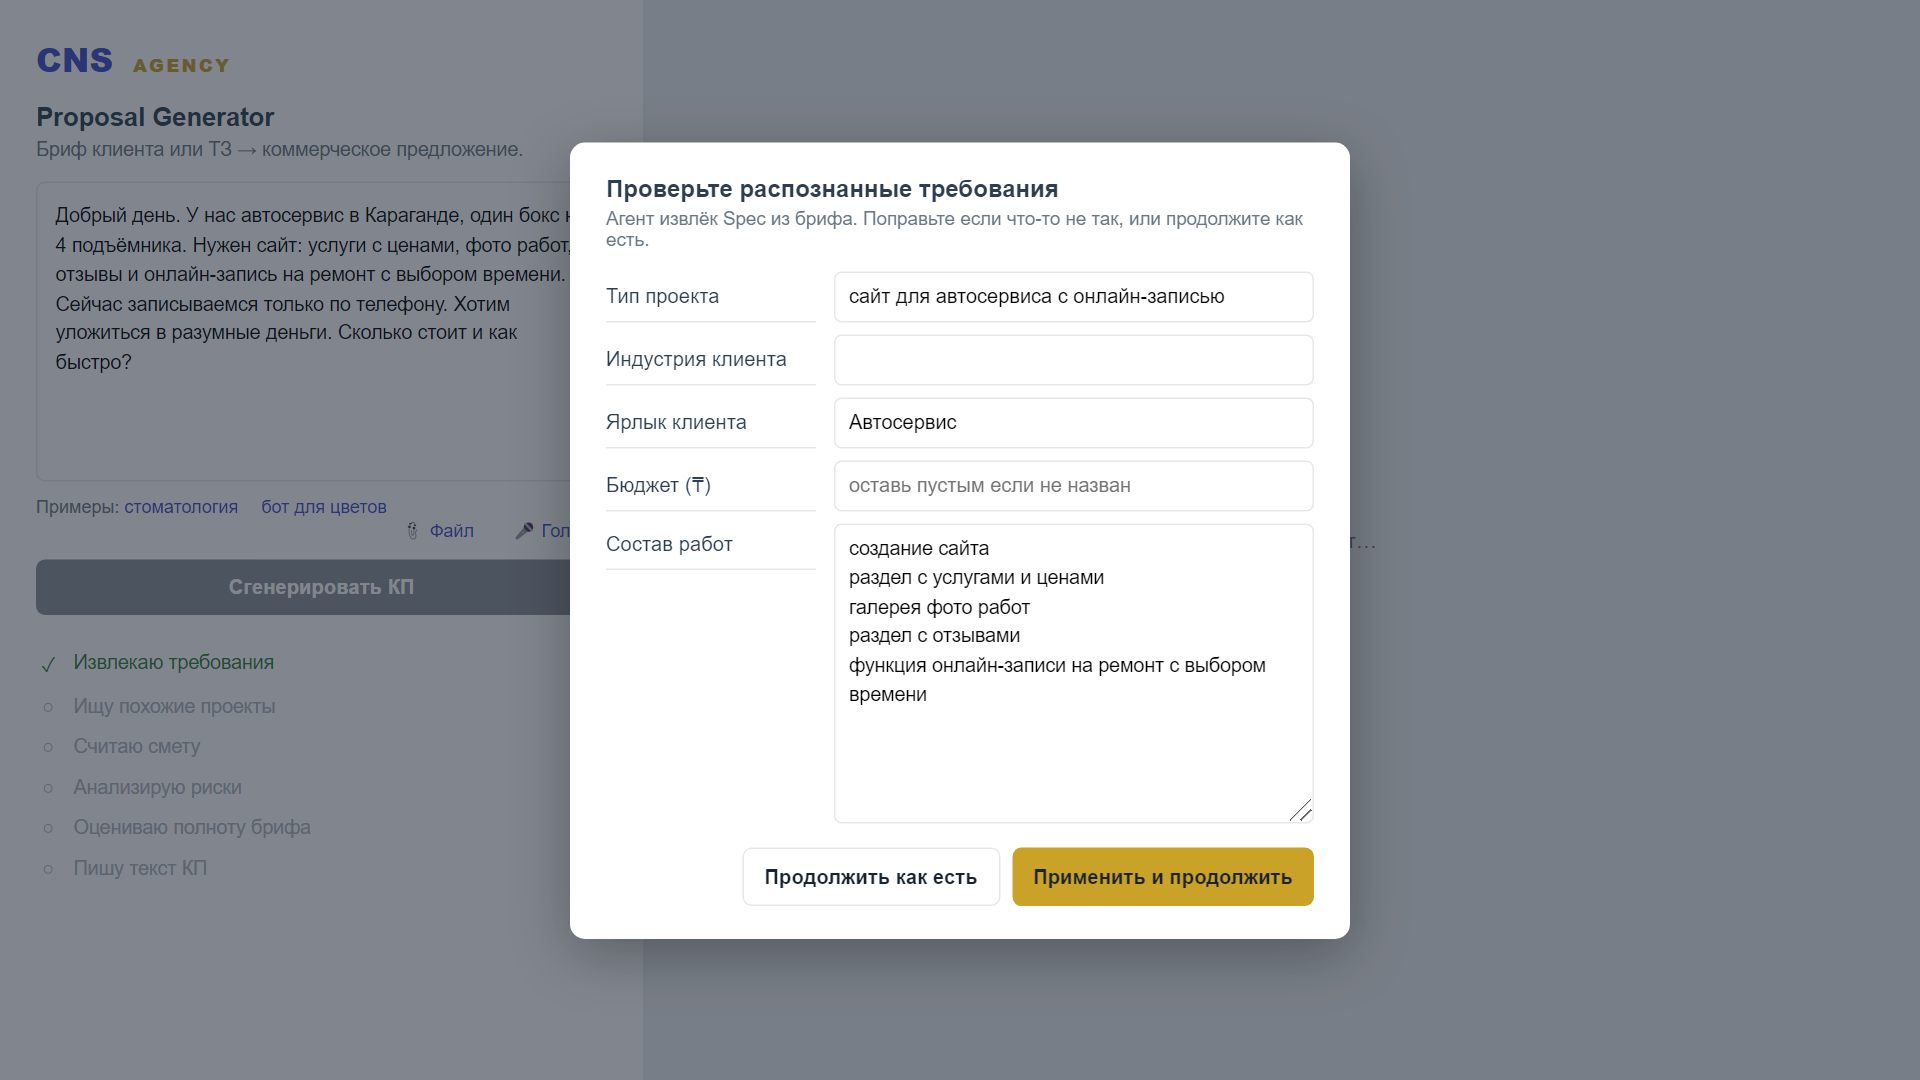 CNS AGENCY
Proposal Generator
Бриф клиента или ТЗ → коммерческое предложение.
Добрый день. У нас автосервис в Караганде, один бокс
4 подъёмника. Нужен сайт: услуги с ценами, фото работ,
отзывы и онлайн-запись на ремонт с выбором времени.
Сейчас записываемся только по телефону. Хотим
уложиться в разумные деньги. Сколько стоит и как
быстро?
Примеры: стоматология бот для цветов
Файл
Сгенерировать КП
✓ Извлекаю требования
○ Ищу похожие проекты
○ Считаю смету
○ Анализирую риски
○ Оцениваю полноту брифа
○ Пишу текст КП
Проверьте распознанные требования
Агент извлёк Spec из брифа. Поправьте если что-то не так, или продолжите как
есть.
Тип проекта
сайт для автосервиса с онлайн-записью
Индустрия клиента
Ярлык клиента
Автосервис
Бюджет (₸)
оставь пустым если не назван
Состав работ
создание сайта
раздел с услугами и ценами
галерея фото работ
раздел с отзывами
функция онлайн-записи на ремонт с выбором
времени
Продолжить как есть
Применить и продолжить